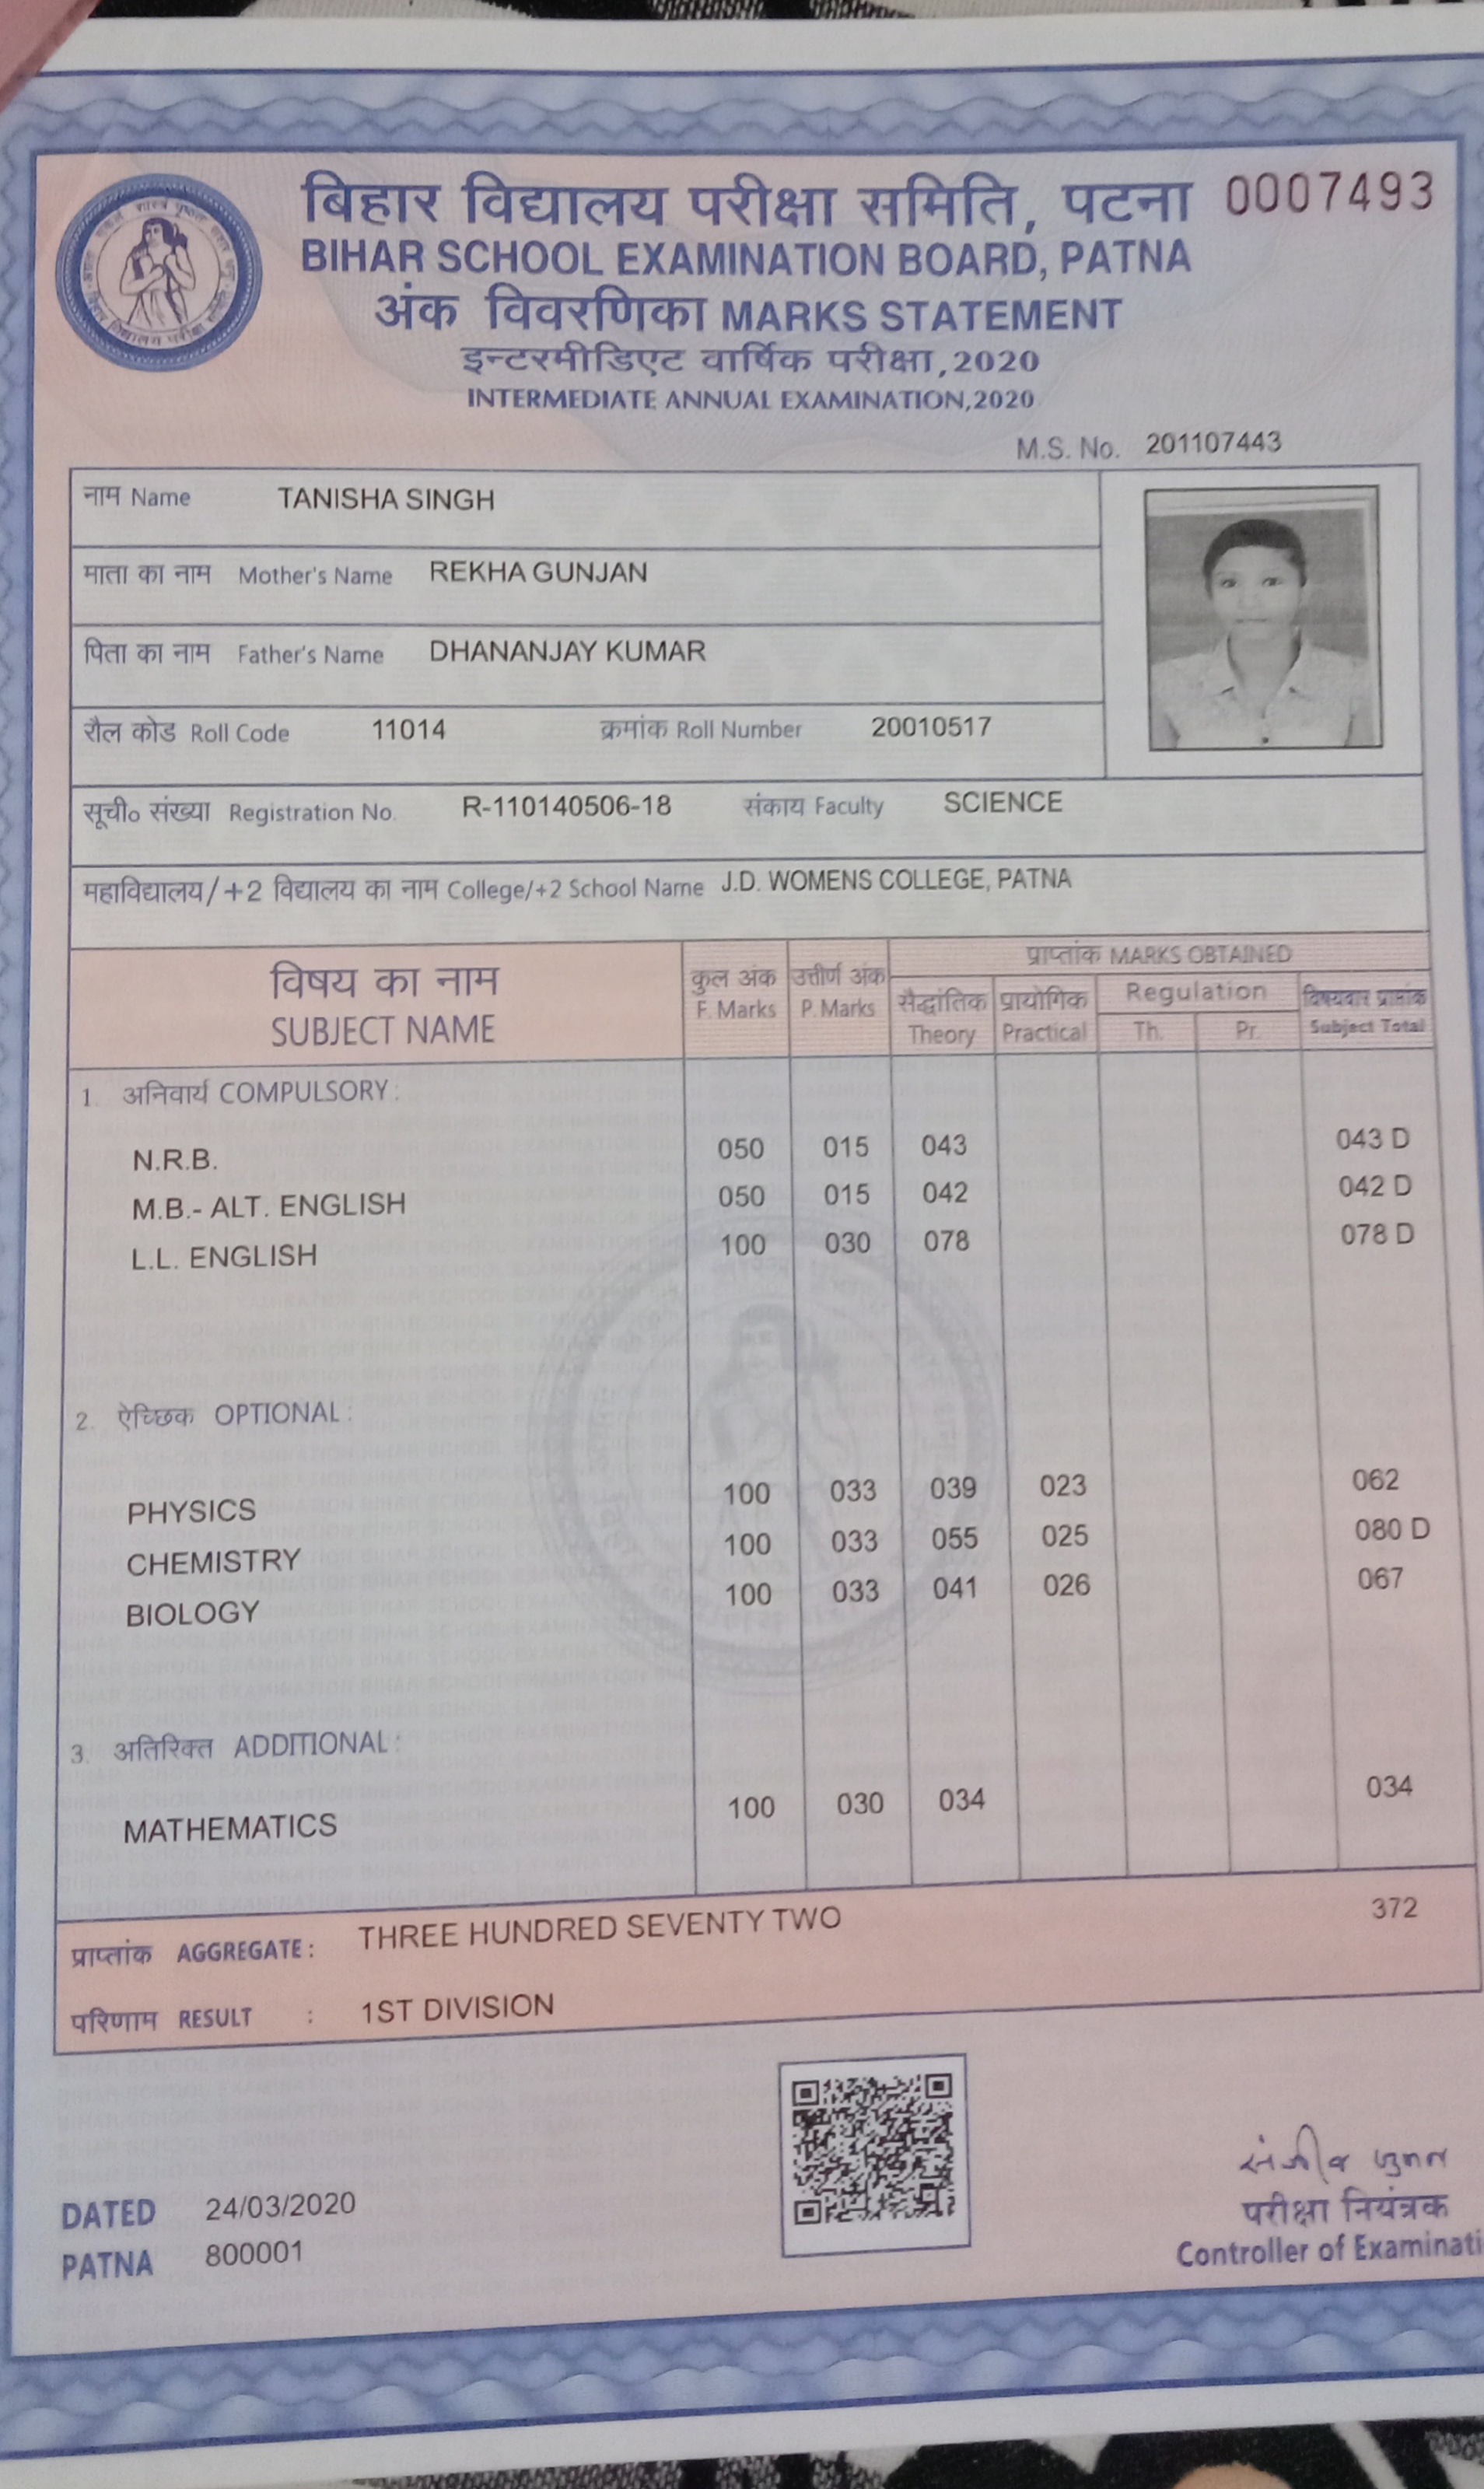 बिहार विद्यालय परीक्षा समिति, पटना 0007493
BIHAR SCHOOL EXAMINATION BOARD, PATNA
अंक विवरणिका MARKS STATEMENT
इन्टरमीडिएट वार्षिक परीक्षा,2020
INTERMEDIATE ANNUAL EXAMINATION,2020
M.S. No. 201107443
नाम Name TANISHA SINGH
माता का नाम Mother's Name REKHA GUNJAN
पिता का नाम Father's Name DHANANJAY KUMAR
रौल कोड Roll Code 11014 क्रमांक Roll Number 20010517
सूची० संख्या Registration No. R-110140506-18 संकाय Faculty SCIENCE
महाविद्यालय/+2 विद्यालय का नाम College/+2 School Name J.D. WOMENS COLLEGE, PATNA
विषय का नाम कुल अंक उत्तीर्ण अंक प्राप्तांक MARKS OBTAINED
SUBJECT NAME F. Marks P. Marks सैद्धांतिक प्रायोगिक Regulation विषयवार प्राप्तांक
Theory Practical Th. Pr. Subject Total
1. अनिवार्य COMPULSORY :
N.R.B. 050 015 043 043 D
M.B.- ALT. ENGLISH 050 015 042 042 D
L.L. ENGLISH 100 030 078 078 D
2. ऐच्छिक OPTIONAL :
PHYSICS 100 033 039 023 062
CHEMISTRY 100 033 055 025 080 D
BIOLOGY 100 033 041 026 067
3. अतिरिक्त ADDITIONAL :
MATHEMATICS 100 030 034 034
प्राप्तांक AGGREGATE : THREE HUNDRED SEVENTY TWO 372
परिणाम RESULT : 1ST DIVISION
DATED 24/03/2020
PATNA 800001
परीक्षा नियंत्रक
Controller of Examinati